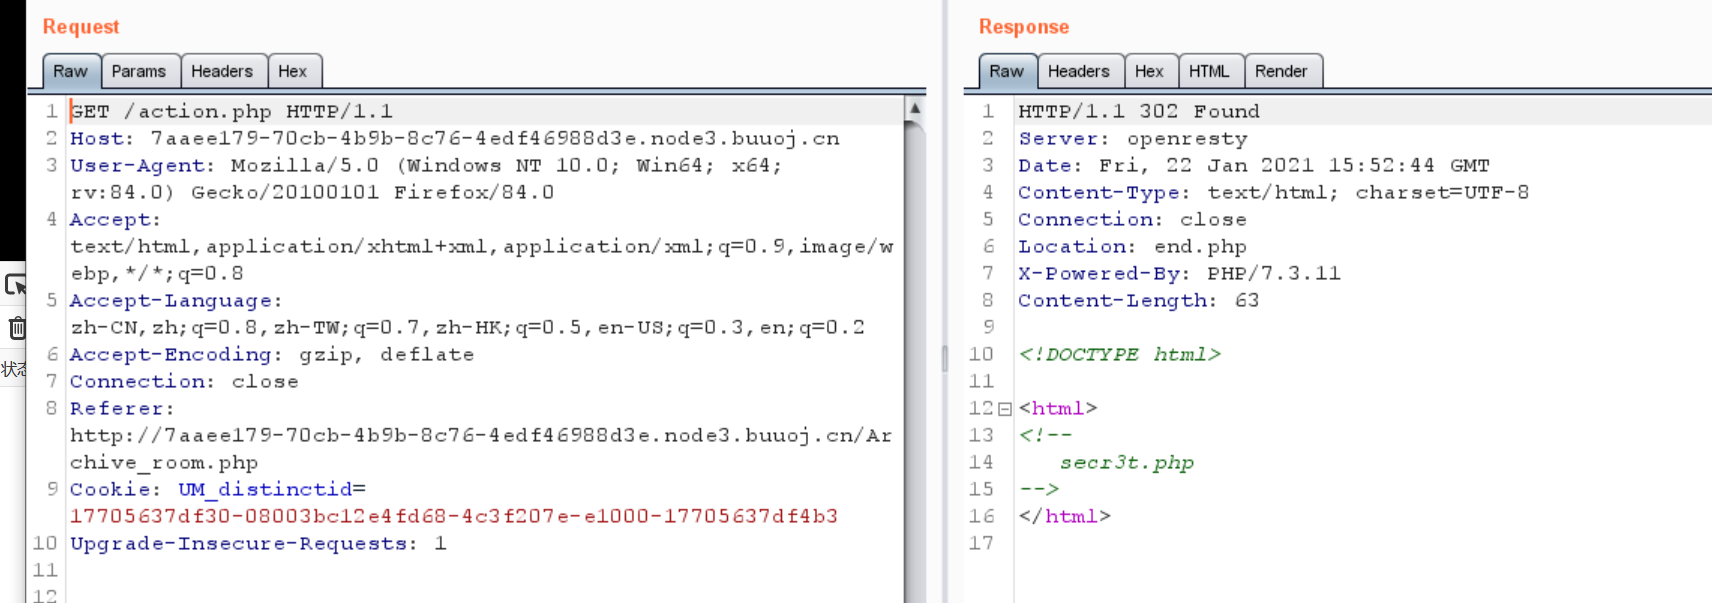 Request
Raw Params Headers Hex
1 GET /action.php HTTP/1.1
2 Host: 7aaee179-70cb-4b9b-8c76-4edf46988d3e.node3.buuoj.cn
3 User-Agent: Mozilla/5.0 (Windows NT 10.0; Win64; x64;
rv:84.0) Gecko/20100101 Firefox/84.0
4 Accept:
text/html,application/xhtml+xml,application/xml;q=0.9,image/w
ebp,*/*;q=0.8
5 Accept-Language:
zh-CN,zh;q=0.8,zh-TW;q=0.7,zh-HK;q=0.5,en-US;q=0.3,en;q=0.2
6 Accept-Encoding: gzip, deflate
7 Connection: close
8 Referer:
http://7aaee179-70cb-4b9b-8c76-4edf46988d3e.node3.buuoj.cn/Ar
chive_room.php
9 Cookie: UM_distinctid=
17705637df30-08003bc12e4fd68-4c3f207e-e1000-17705637df4b3
10 Upgrade-Insecure-Requests: 1
11
12
状态
Response
Raw Headers Hex HTML Render
1 HTTP/1.1 302 Found
2 Server: openresty
3 Date: Fri, 22 Jan 2021 15:52:44 GMT
4 Content-Type: text/html; charset=UTF-8
5 Connection: close
6 Location: end.php
7 X-Powered-By: PHP/7.3.11
8 Content-Length: 63
9
10 <!DOCTYPE html>
11
12 <html>
13 <!--
14 secr3t.php
15 -->
16 </html>
17